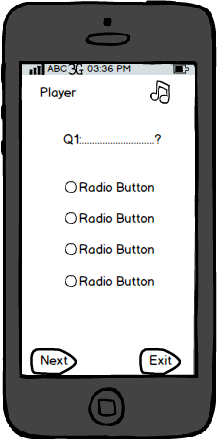 ABC 3G 03:36 PM
Player
Q1:...........................?
Radio Button
Radio Button
Radio Button
Radio Button
Next Exit